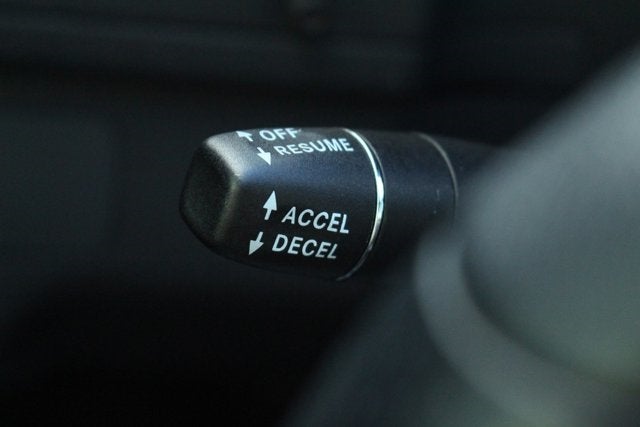 ↑ OFF
↓ RESUME
↑ ACCEL
↓ DECEL